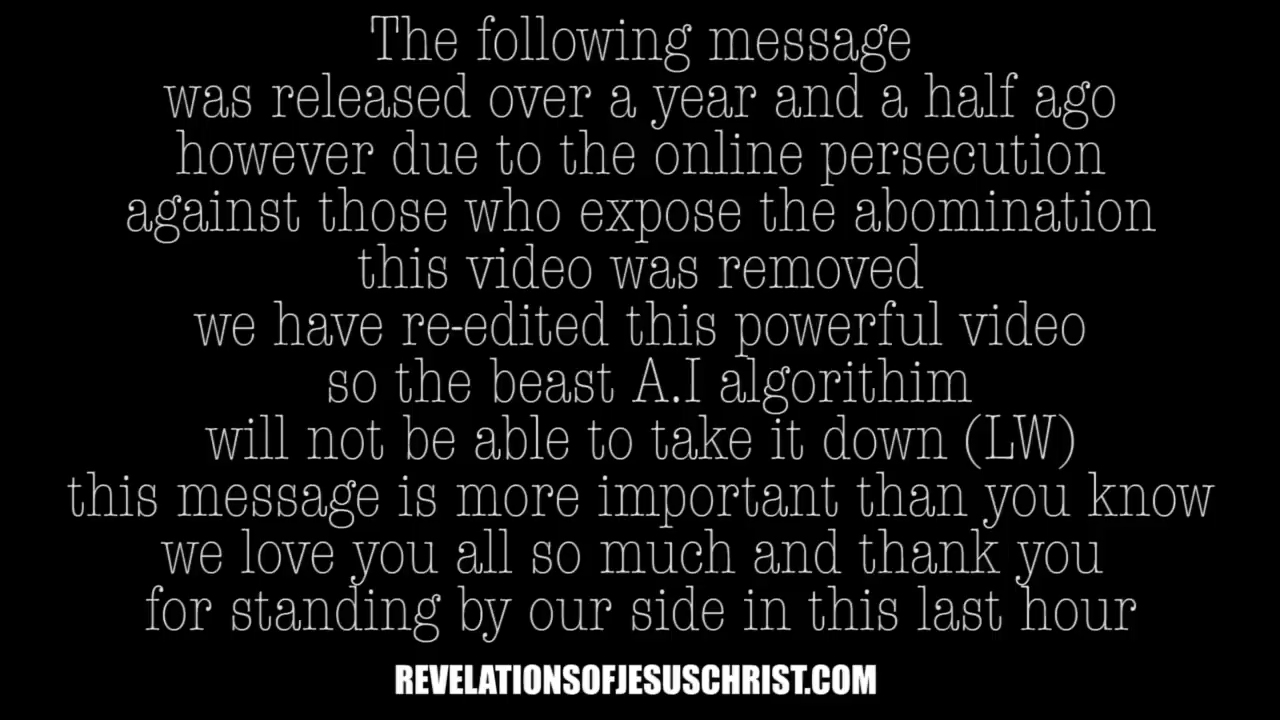 The following message
was released over a year and a half ago
however due to the online persecution
against those who expose the abomination
this video was removed
we have re-edited this powerful video
so the beast A.I algorithim
will not be able to take it down (LW)
this message is more important than you know
we love you all so much and thank you
for standing by our side in this last hour
REVELATIONSOFJESUSCHRIST.COM